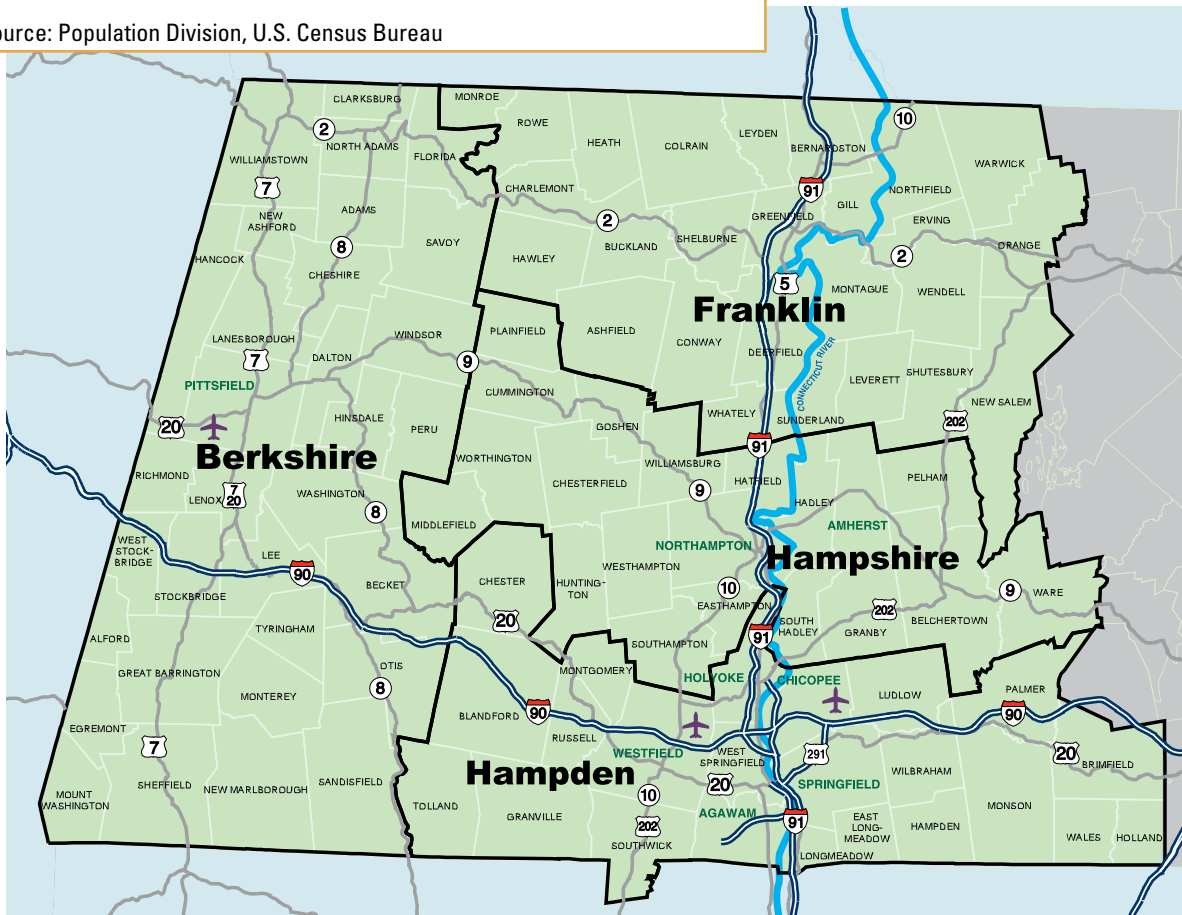 ource: Population Division, U.S. Census Bureau
CLARKSBURG
MONROE
2
NORTH ADAMS
ROWE
HEATH
COLRAIN
LEYDEN
BERNARDSTON
10
WILLIAMSTOWN
FLORIDA
WARWICK
7
CHARLEMONT
91
NORTHFIELD
NEW
ASHFORD
ADAMS
2
GREENFIELD
GILL
ERVING
8
SAVOY
BUCKLAND
SHELBURNE
ORANGE
HANCOCK
HAWLEY
2
CHESHIRE
5
MONTAGUE
WENDELL
Franklin
LANESBOROUGH
WINDSOR
PLAINFIELD
ASHFIELD
CONWAY
DEERFIELD
CONNECTICUT RIVER
7
DALTON
9
LEVERETT
SHUTESBURY
PITTSFIELD
CUMMINGTON
NEW SALEM
20
HINSDALE
PERU
GOSHEN
WHATELY
SUNDERLAND
202
Berkshire
WORTHINGTON
91
RICHMOND
WILLIAMSBURG
CHESTERFIELD
HATFIELD
PELHAM
LENOX
7
20
WASHINGTON
9
HADLEY
8
MIDDLEFIELD
AMHERST
WEST
STOCK-
BRIDGE
LEE
NORTHAMPTON
Hampshire
90
BECKET
CHESTER
HUNTING-
TON
WESTHAMPTON
STOCKBRIDGE
10
EASTHAMPTON
9
WARE
202
BELCHERTOWN
20
TYRINGHAM
SOUTH
HADLEY
GRANBY
ALFORD
91
SOUTHAMPTON
OTIS
GREAT BARRINGTON
MONTGOMERY
HOLYOKE
CHICOPEE
8
MONTEREY
LUDLOW
PALMER
BLANDFORD
90
90
EGREMONT
RUSSELL
7
WESTFIELD
WEST
SPRINGFIELD
291
20
BRIMFIELD
Hampden
WILBRAHAM
SHEFFIELD
NEW MARLBOROUGH
SANDISFIELD
20
SPRINGFIELD
MOUNT
WASHINGTON
TOLLAND
10
MONSON
GRANVILLE
202
AGAWAM
91
EAST
LONG-
MEADOW
HAMPDEN
SOUTHWICK
WALES
HOLLAND
LONGMEADOW